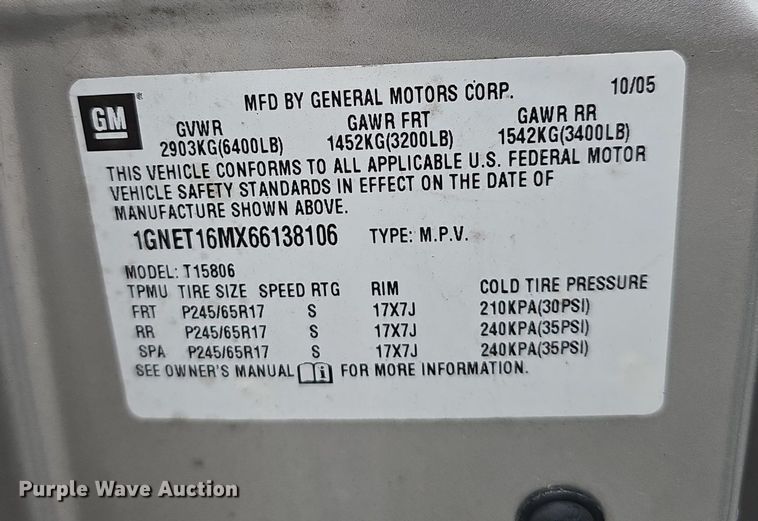 GM
MFD BY GENERAL MOTORS CORP. 10/05
GVWR GAWR FRT GAWR RR
2903KG(6400LB) 1452KG(3200LB) 1542KG(3400LB)
THIS VEHICLE CONFORMS TO ALL APPLICABLE U.S. FEDERAL MOTOR
VEHICLE SAFETY STANDARDS IN EFFECT ON THE DATE OF
MANUFACTURE SHOWN ABOVE.
1GNET16MX66138106 TYPE: M.P.V.
MODEL: T15806
TPMU TIRE SIZE SPEED RTG RIM COLD TIRE PRESSURE
FRT P245/65R17 S 17X7J 210KPA(30PSI)
RR P245/65R17 S 17X7J 240KPA(35PSI)
SPA P245/65R17 S 17X7J 240KPA(35PSI)
SEE OWNER'S MANUAL i FOR MORE INFORMATION.
Purple Wave Auction